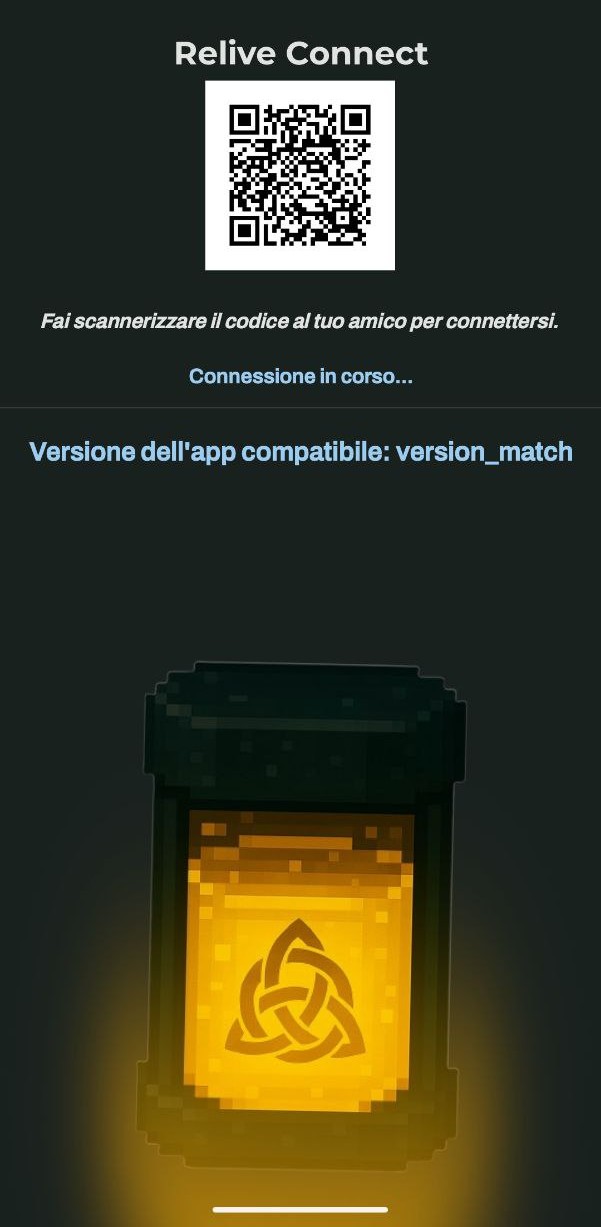 Relive Connect
Fai scannerizzare il codice al tuo amico per connettersi.
Connessione in corso...
Versione dell'app compatibile: version_match